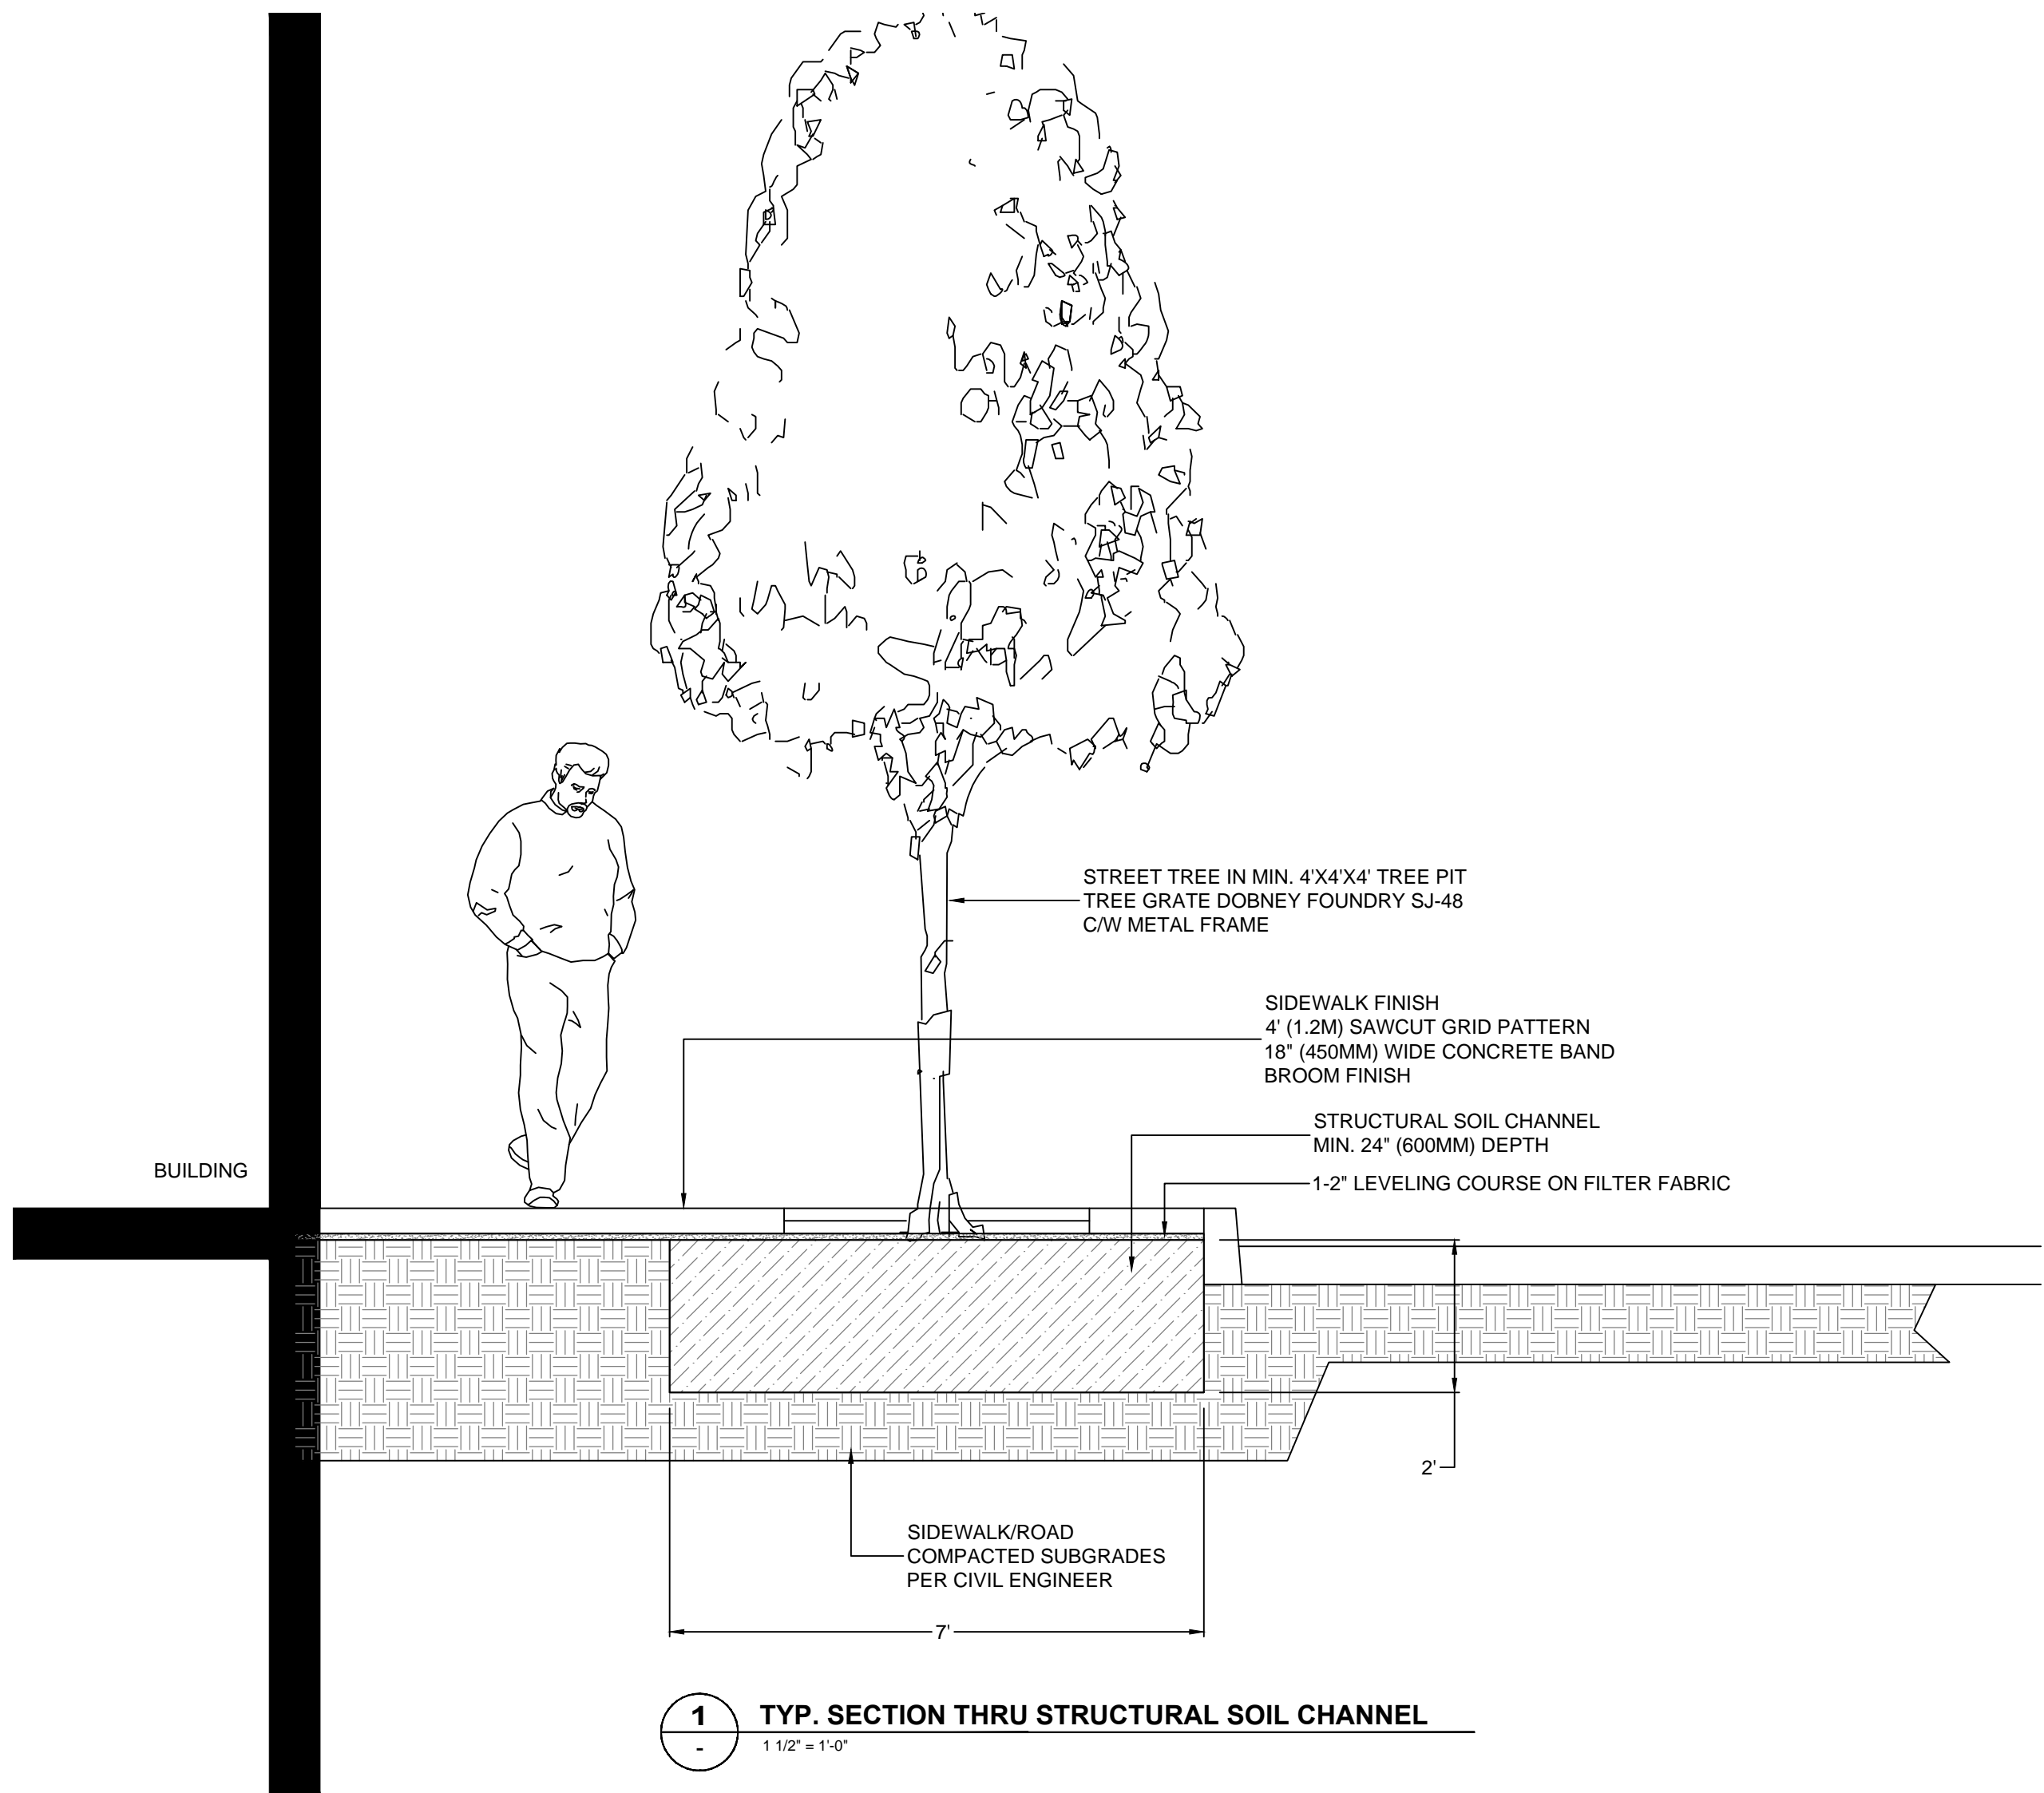 STREET TREE IN MIN. 4'X4'X4' TREE PIT
TREE GRATE DOBNEY FOUNDRY SJ-48
C/W METAL FRAME
SIDEWALK FINISH
4' (1.2M) SAWCUT GRID PATTERN
18" (450MM) WIDE CONCRETE BAND
BROOM FINISH
STRUCTURAL SOIL CHANNEL
MIN. 24" (600MM) DEPTH
BUILDING
1-2" LEVELING COURSE ON FILTER FABRIC
2'
SIDEWALK/ROAD
COMPACTED SUBGRADES
PER CIVIL ENGINEER
7'
1
TYP. SECTION THRU STRUCTURAL SOIL CHANNEL
-
1 1/2" = 1'-0"